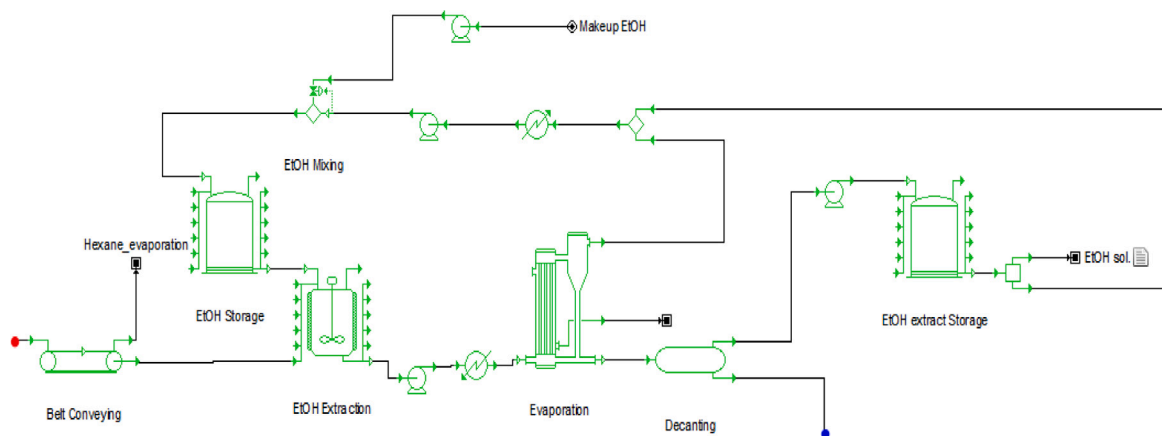 Makeup EtOH
EtOH Mixing
Hexane_evaporation
EtOH sol.
EtOH Storage
EtOH extract Storage
Belt Conveying
EtOH Extraction
Evaporation
Decanting